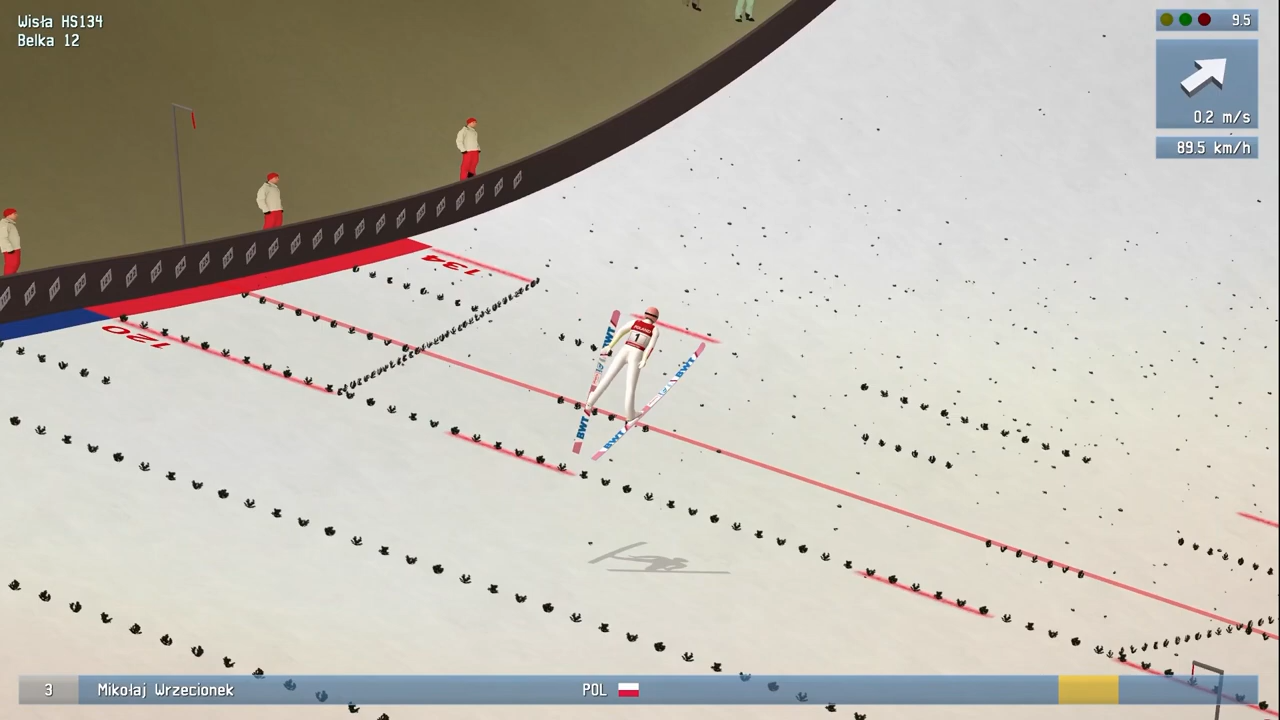 Wisła HS134
Belka 12
9.5
0.2 m/s
89.5 km/h
134
120
POLAND
1
BWT
BWT
BWT
BWT
3 Mikołaj Wrzecionek POL